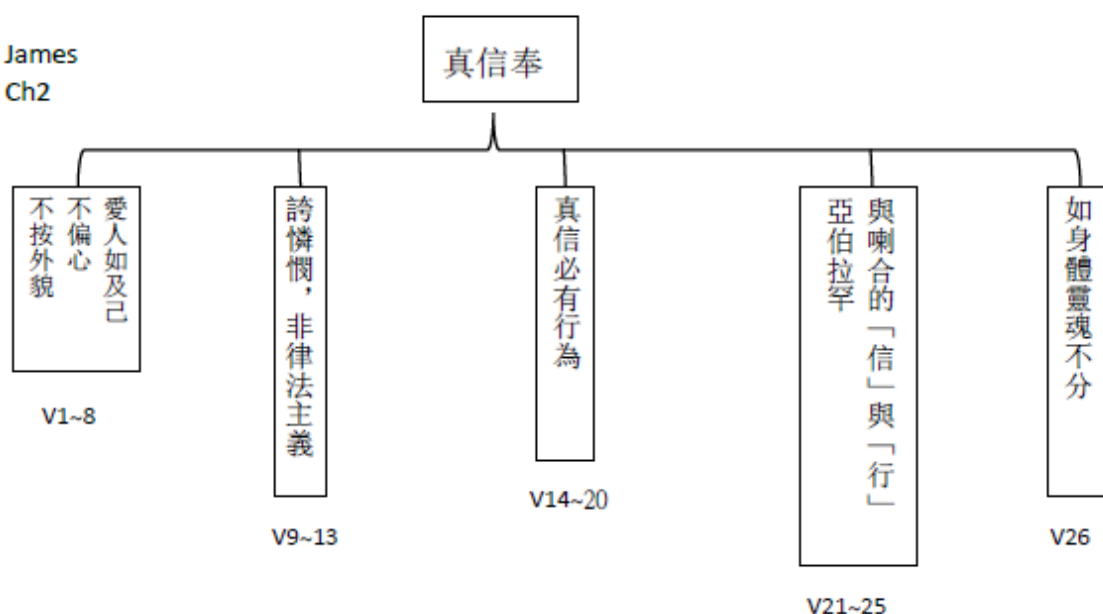 James
Ch2
真信奉
不按外貌
不偏心
愛人如及己
V1~8
誇憐憫，非律法主義
V9~13
真信必有行為
V14~20
亞伯拉罕
與喇合的「信」與「行」
V21~25
如身體靈魂不分
V26